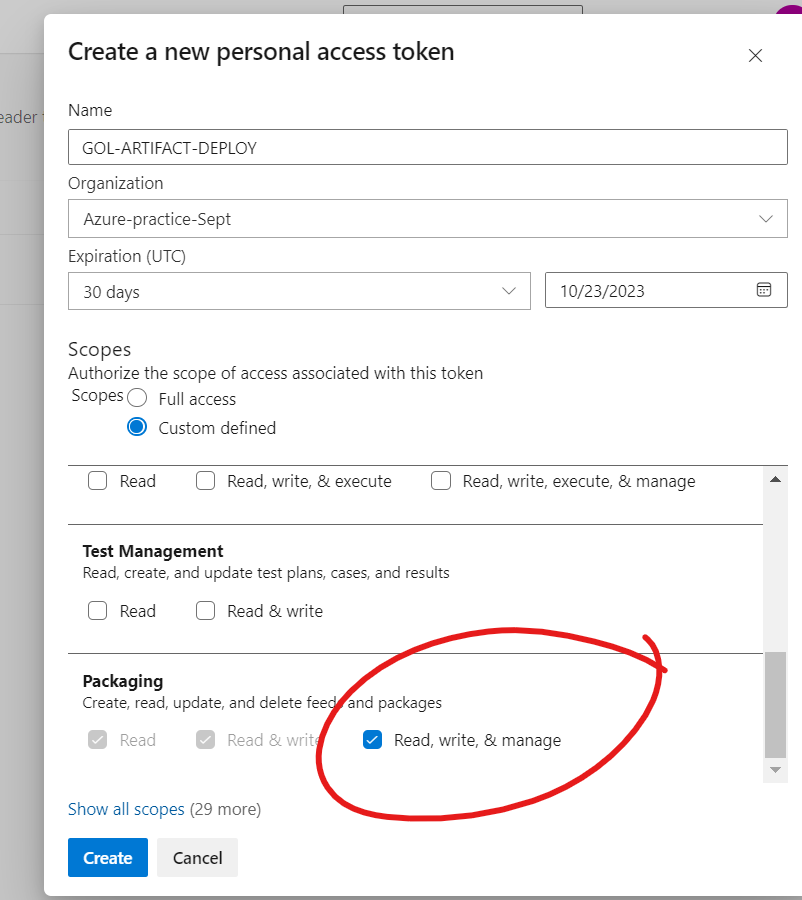 Create a new personal access token
eader
Name
GOL-ARTIFACT-DEPLOY
Organization
Azure-practice-Sept
Expiration (UTC)
30 days 10/23/2023
Scopes
Authorize the scope of access associated with this token
Scopes Full access
Custom defined
Read Read, write, & execute Read, write, execute, & manage
Test Management
Read, create, and update test plans, cases, and results
Read Read & write
Packaging
Create, read, update, and delete feeds and packages
Read Read & write Read, write, & manage
Show all scopes (29 more)
Create Cancel